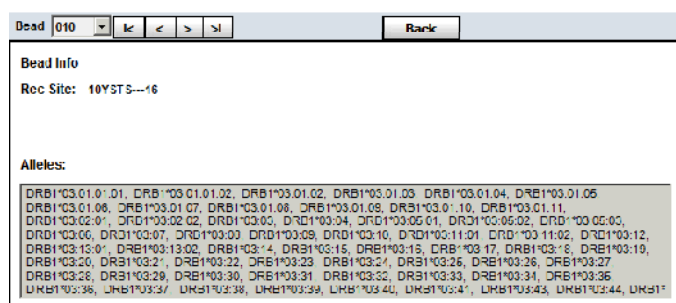 Bead 010 |< < > >| Back
Bead Info
Rec Site: 10YSTS---16
Alleles:
DRB1*03:01:01:01, DRB1*03:01:01:02, DRB1*03:01:02, DRB1*03:01:03, DRB1*03:01:04, DRB1*03:01:05
DRB1*03:01:06, DRB1*03:01:07, DRB1*03:01:08, DRB1*03:01:09, DRB1*03:01:10, DRB1*03:01:11,
DRB1*03:02:01, DRB1*03:02:02, DRB1*03:03, DRB1*03:04, DRB1*03:05:01, DRB1*03:05:02, DRB1*03:05:03,
DRB1*03:06, DRB1*03:07, DRB1*03:08, DRB1*03:09, DRB1*03:10, DRB1*03:11:01, DRB1*03:11:02, DRB1*03:12,
DRB1*03:13:01, DRB1*03:13:02, DRB1*03:14, DRB1*03:15, DRB1*03:16, DRB1*03:17, DRB1*03:18, DRB1*03:19,
DRB1*03:20, DRB1*03:21, DRB1*03:22, DRB1*03:23, DRB1*03:24, DRB1*03:25, DRB1*03:26, DRB1*03:27
DRB1*03:28, DRB1*03:29, DRB1*03:30, DRB1*03:31, DRB1*03:32, DRB1*03:33, DRB1*03:34, DRB1*03:35
DRB1*03:36, DRB1*03:37, DRB1*03:38, DRB1*03:39, DRB1*03:40, DRB1*03:41, DRB1*03:43, DRB1*03:44, DRB1*